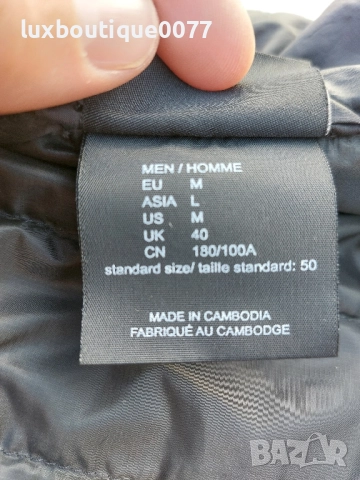 luxboutique0077
MEN / HOMME
EU M
ASIA L
US M
UK 40
CN 180/100A
standard size/ taille standard: 50
MADE IN CAMBODIA
FABRIQUÉ AU CAMBODGE
BAZAR